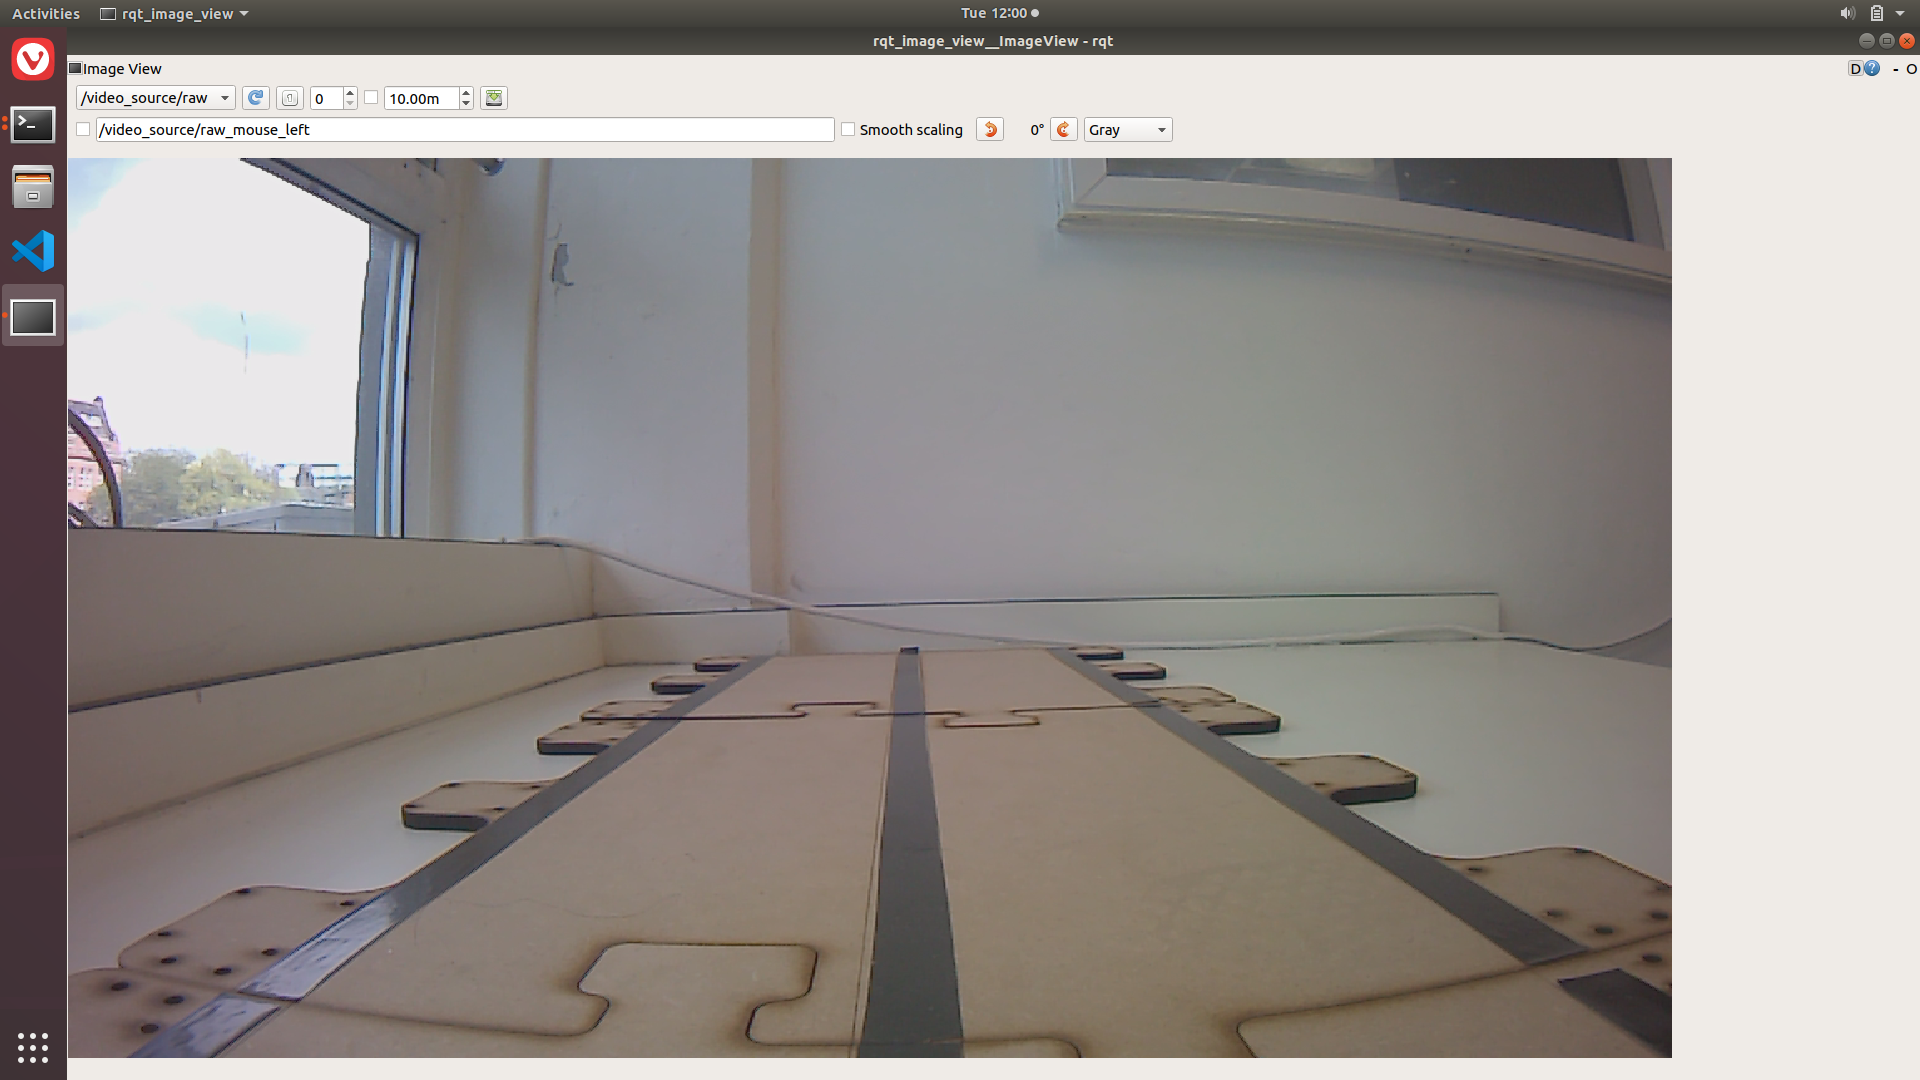 Activities rqt_image_view Tue 12:00
rqt_image_view__ImageView - rqt
Image View D ? - O
/video_source/raw 0 10.00m
/video_source/raw_mouse_left Smooth scaling 0° Gray